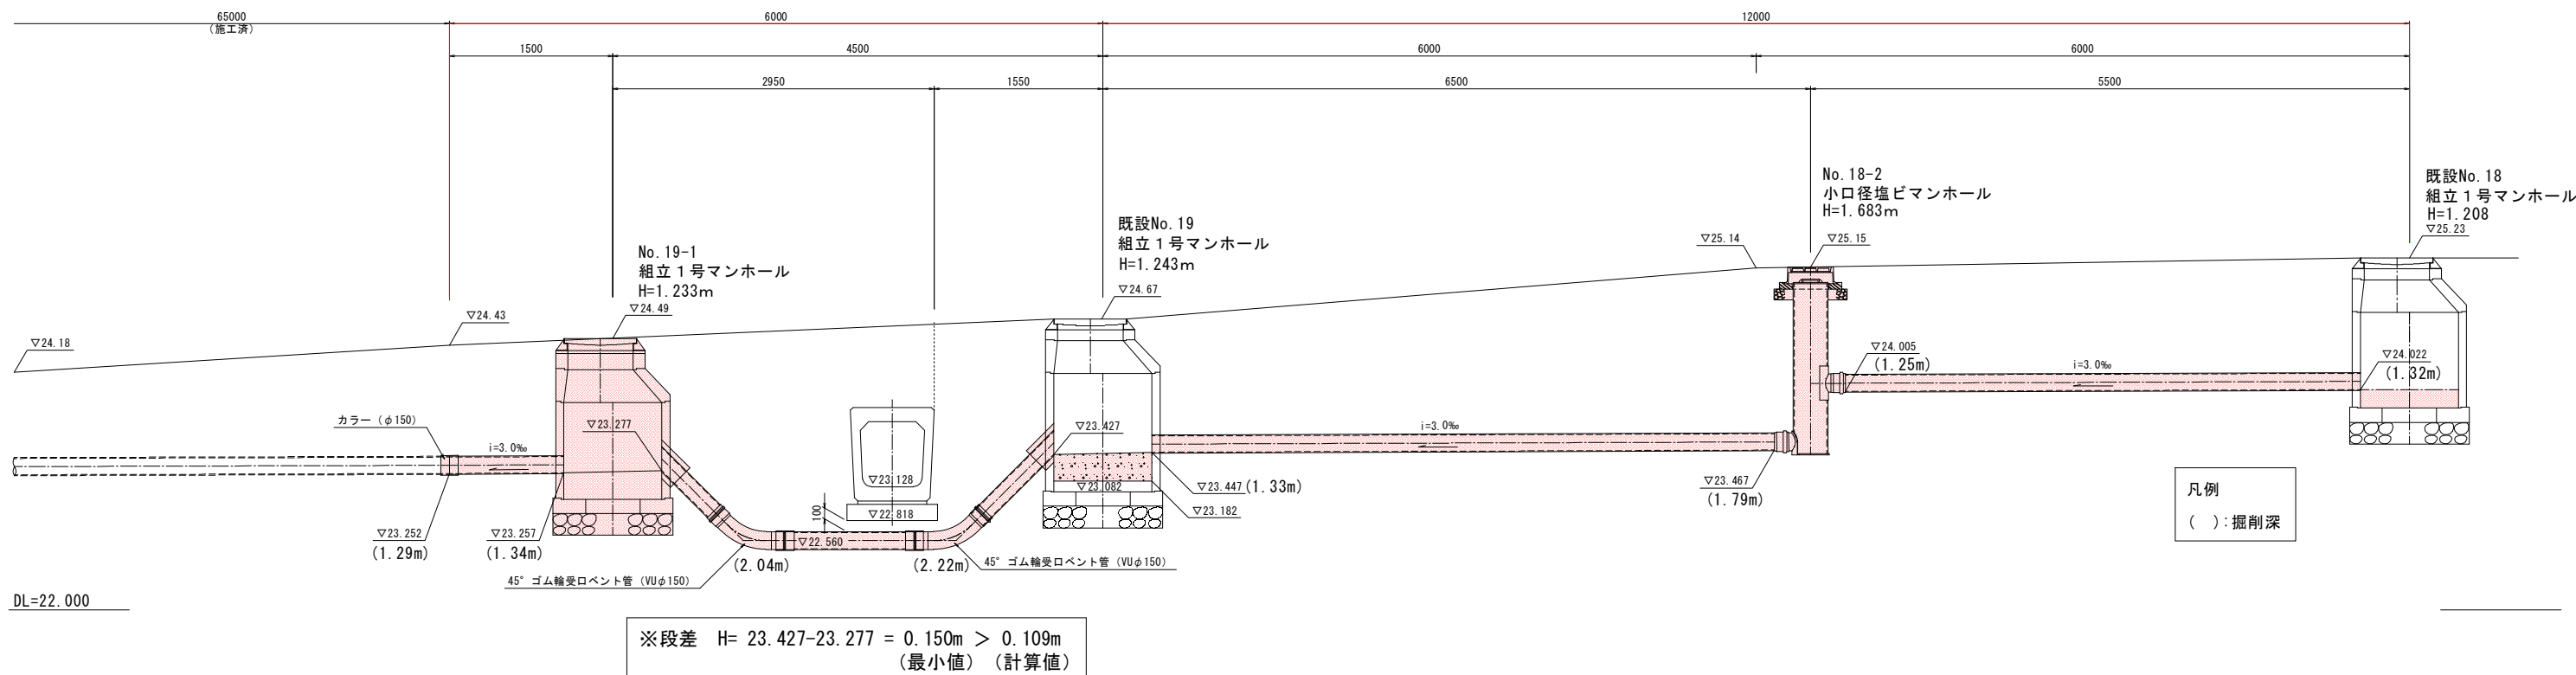 65000
(施工済)
6000
12000
1500
4500
6000
6000
2950
1550
6500
5500
No.18-2
小口径塩ビマンホール
H=1.683m
既設No.18
組立１号マンホール
H=1.208
▽25.23
既設No.19
組立１号マンホール
H=1.243m
▽25.14
▽25.15
No.19-1
組立１号マンホール
H=1.233m
▽24.67
▽24.49
▽24.43
▽24.18
▽24.005
(1.25m)
i=3.0‰
▽24.022
(1.32m)
カラー（φ150）
▽23.277
▽23.427
i=3.0‰
i=3.0‰
▽23.128
▽23.082
▽23.447(1.33m)
▽23.467
(1.79m)
凡例
(　):掘削深
100
▽22.818
▽23.182
▽23.252
(1.29m)
▽23.257
(1.34m)
▽22.560
(2.04m)
(2.22m)
45°ゴム輪受口ベント管（VUφ150）
45°ゴム輪受口ベント管（VUφ150）
DL=22.000
※段差　H= 23.427-23.277 = 0.150m ＞ 0.109m
（最小値）（計算値）